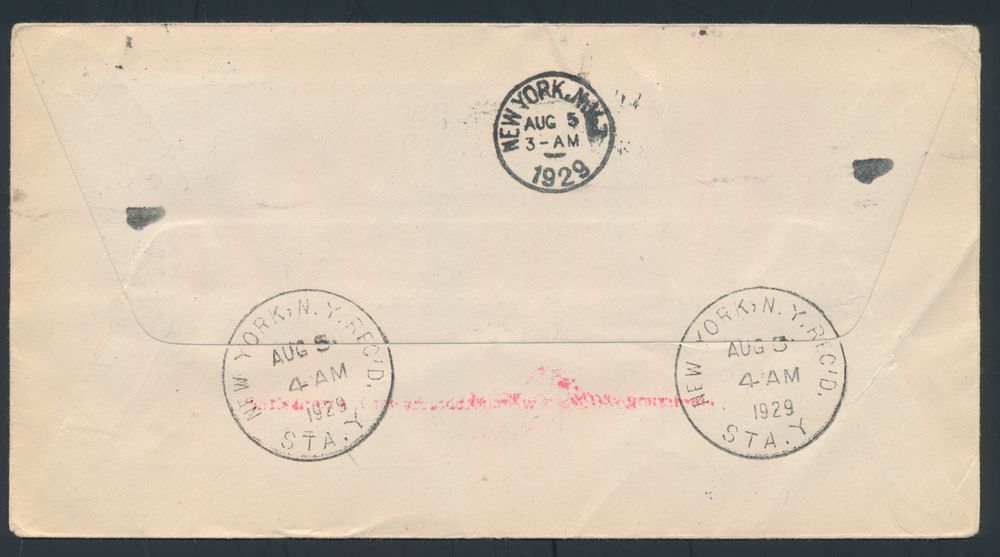 NEW YORK, N.Y. 3
AUG 5
3-AM
1929
NEW YORK, N.Y. REC'D.
AUG 5
4 AM
1929
STA. Y
NEW YORK, N.Y. REC'D.
AUG 5
4 AM
1929
STA. Y